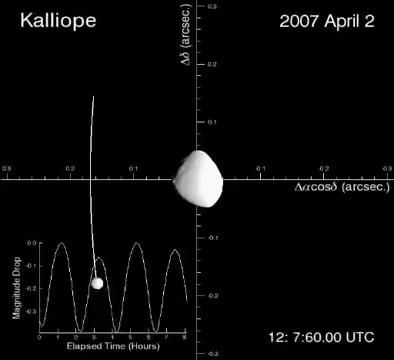 Kalliope
2007 April 2
Δδ (arcsec.)
0.3
0.2
0.1
0.3 0.2 0.1 -0.1 -0.2 -0.3
Δαcosδ (arcsec.)
-0.1
-0.2
-0.3
Magnitude Drop
0.0
-0.1
-0.2
-0.3
0 1 2 3 4 5 6 7 8
Elapsed Time (Hours)
12: 7:60.00 UTC